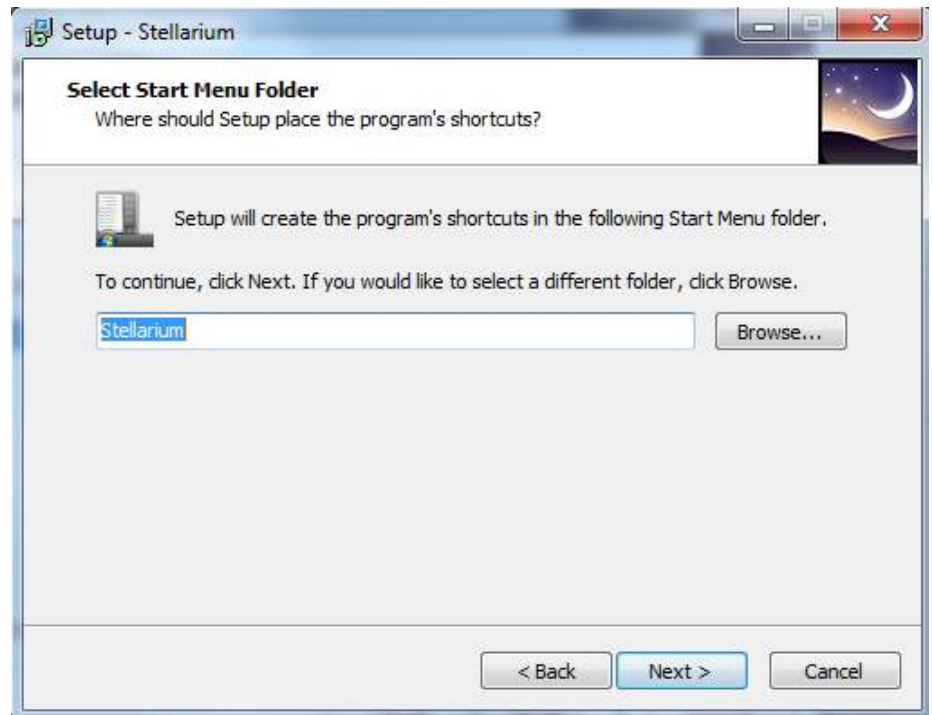 Setup - Stellarium
Select Start Menu Folder
Where should Setup place the program's shortcuts?
Setup will create the program's shortcuts in the following Start Menu folder.
To continue, click Next. If you would like to select a different folder, click Browse.
Stellarium
Browse...
< Back
Next >
Cancel